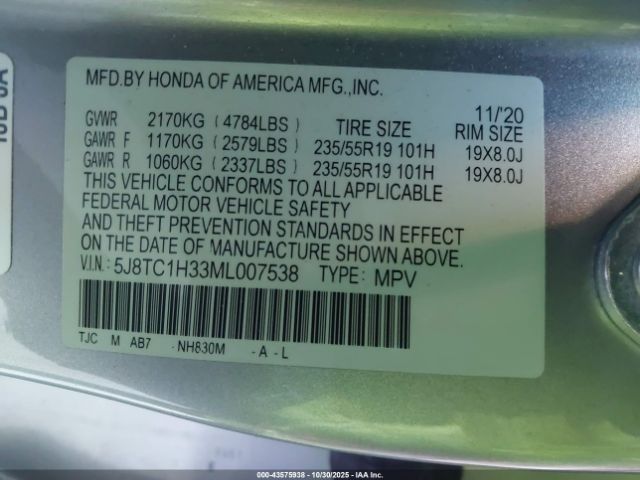 MFD.BY HONDA OF AMERICA MFG.,INC.
11/'20
GVWR 2170KG (4784LBS) TIRE SIZE RIM SIZE
GAWR F 1170KG (2579LBS) 235/55R19 101H 19X8.0J
GAWR R 1060KG (2337LBS) 235/55R19 101H 19X8.0J
THIS VEHICLE CONFORMS TO ALL APPLICABLE
FEDERAL MOTOR VEHICLE SAFETY
AND THEFT PREVENTION STANDARDS IN EFFECT
ON THE DATE OF MANUFACTURE SHOWN ABOVE.
V.I.N.: 5J8TC1H33ML007538 TYPE: MPV
TJC M AB7 -NH830M -A-L
000-43575938 - 10/30/2025 - IAA Inc.